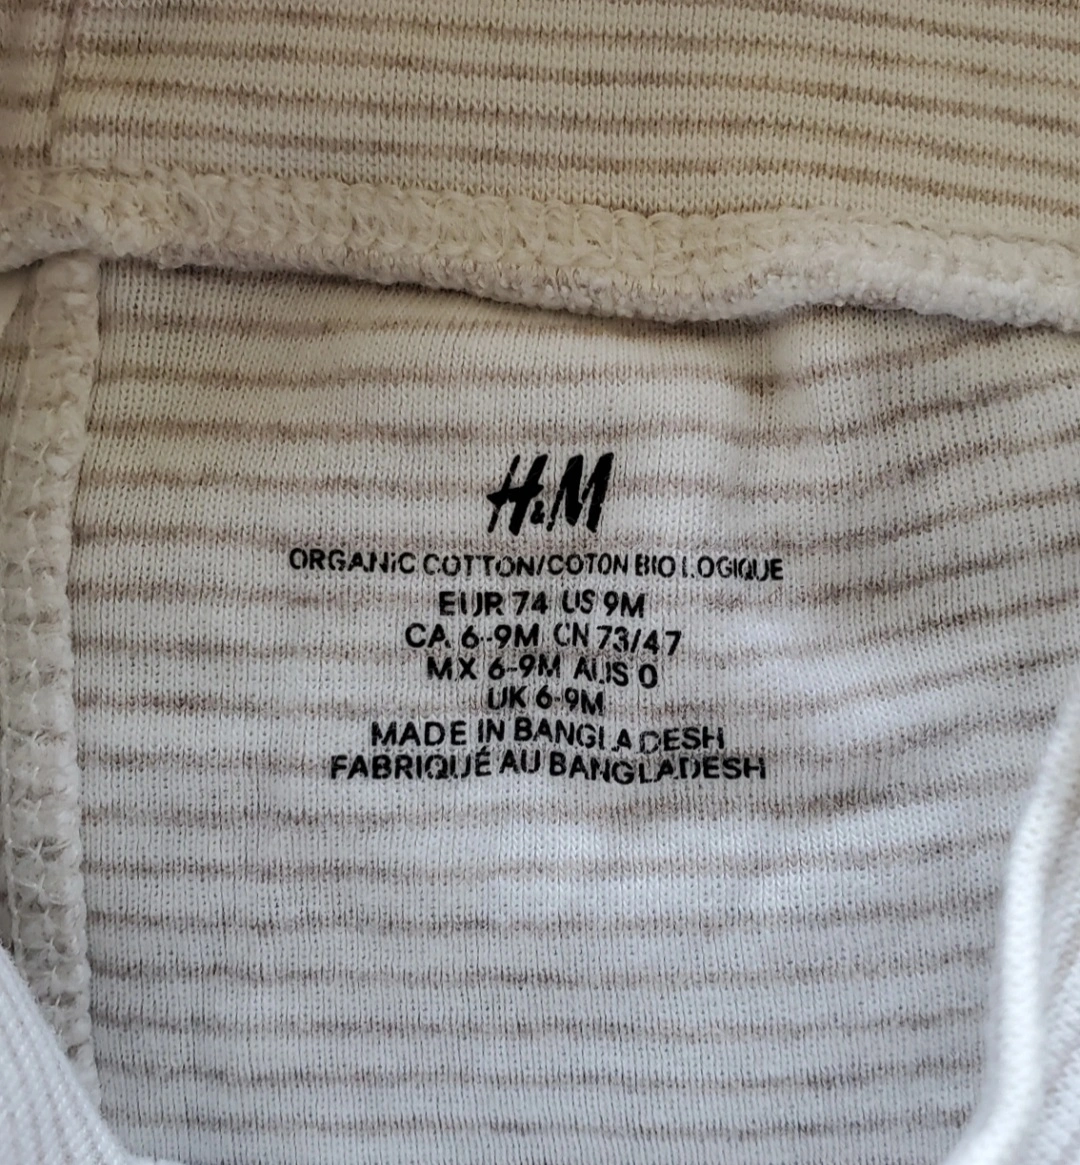 H&M
ORGANIC COTTON/COTON BIOLOGIQUE
EUR 74 US 9M
CA 6-9M CN 73/47
MX 6-9M AUS 0
UK 6-9M
MADE IN BANGLADESH
FABRIQUÉ AU BANGLADESH